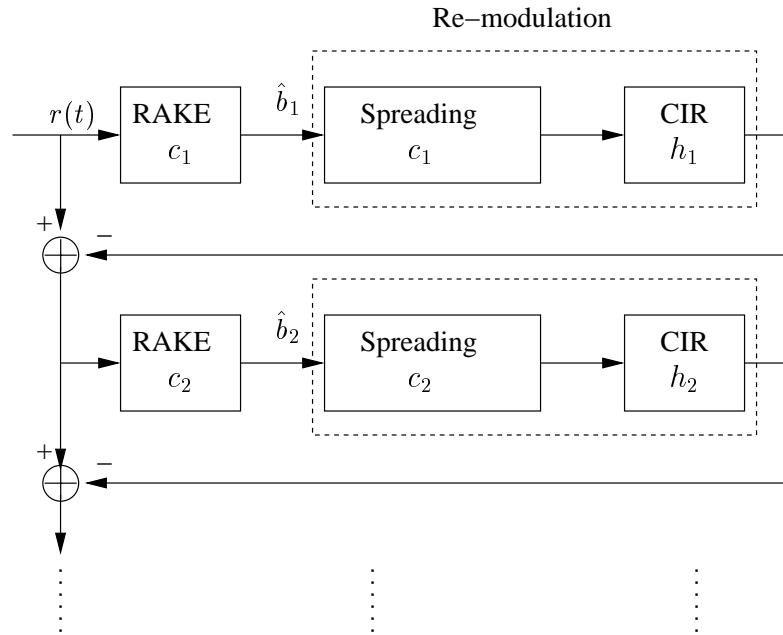 Re−modulation
r(t)
RAKE
c₁
b̂₁
Spreading
c₁
CIR
h₁
+
−
RAKE
c₂
b̂₂
Spreading
c₂
CIR
h₂
+
−